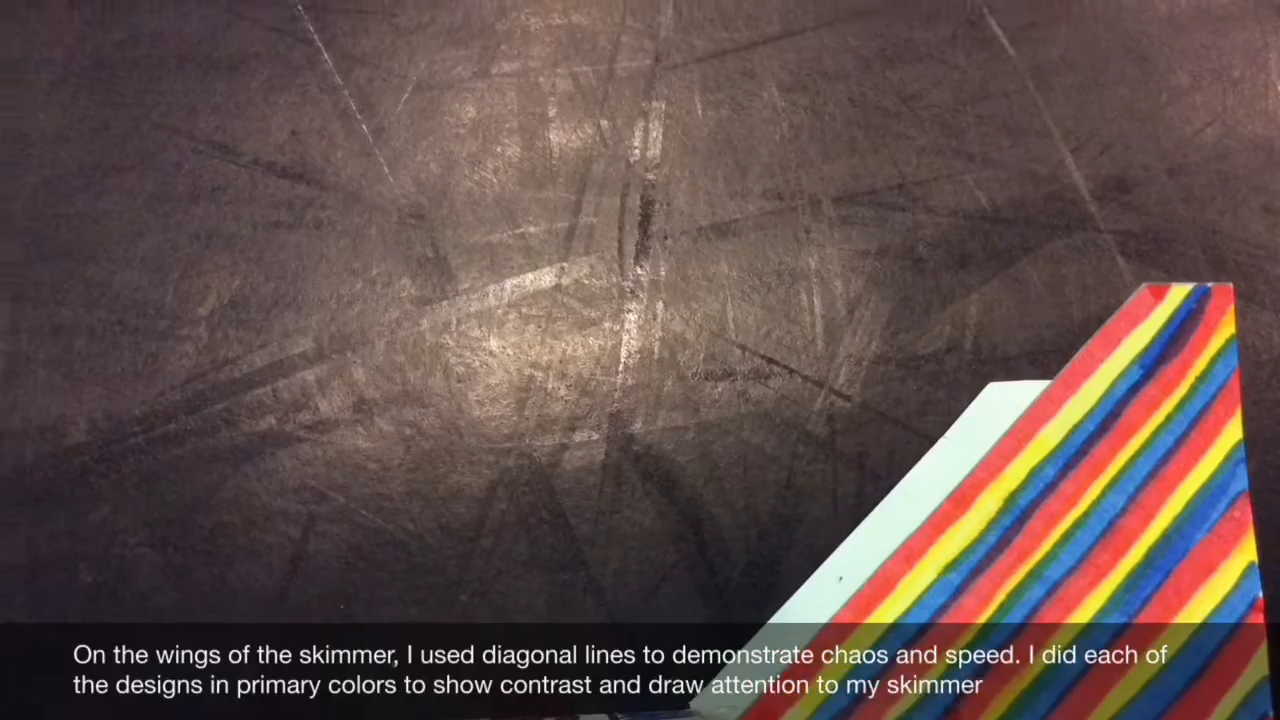 On the wings of the skimmer, I used diagonal lines to demonstrate chaos and speed. I did each of
the designs in primary colors to show contrast and draw attention to my skimmer